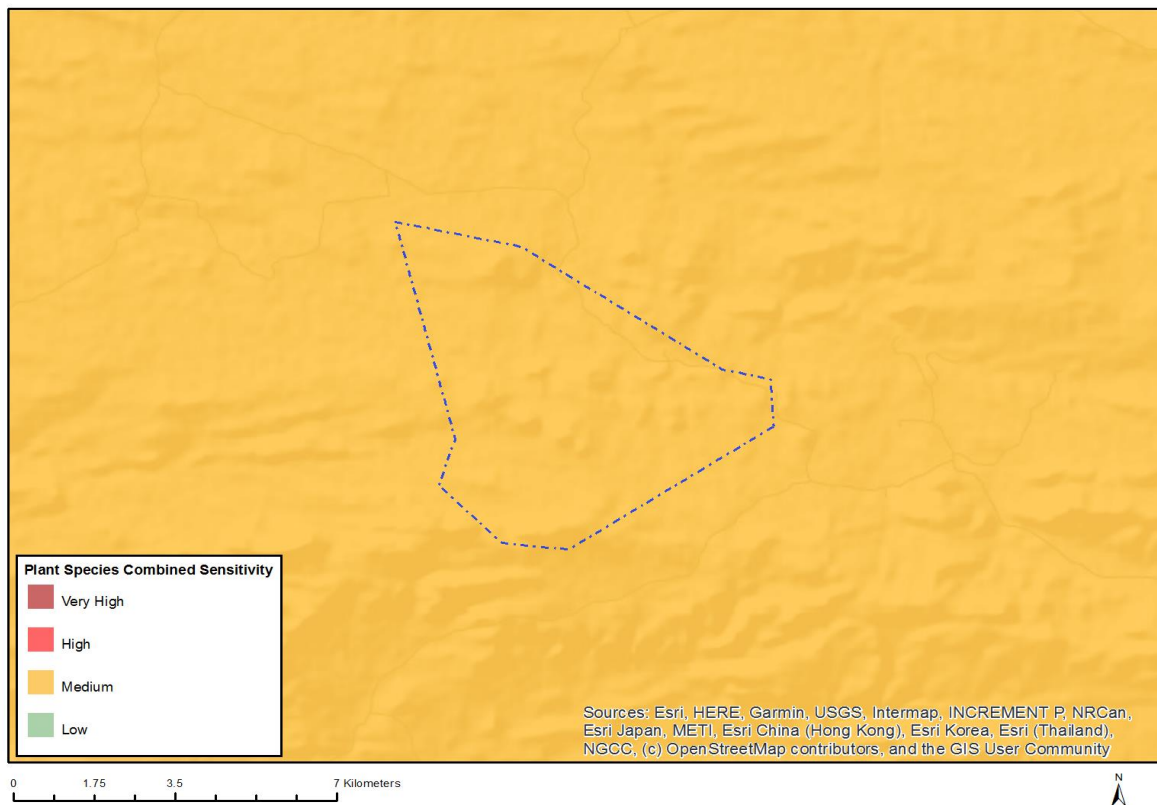 Plant Species Combined Sensitivity
Very High
High
Medium
Low
Sources: Esri, HERE, Garmin, USGS, Intermap, INCREMENT P, NRCan,
Esri Japan, METI, Esri China (Hong Kong), Esri Korea, Esri (Thailand),
NGCC, (c) OpenStreetMap contributors, and the GIS User Community
0 1.75 3.5 7 Kilometers
N